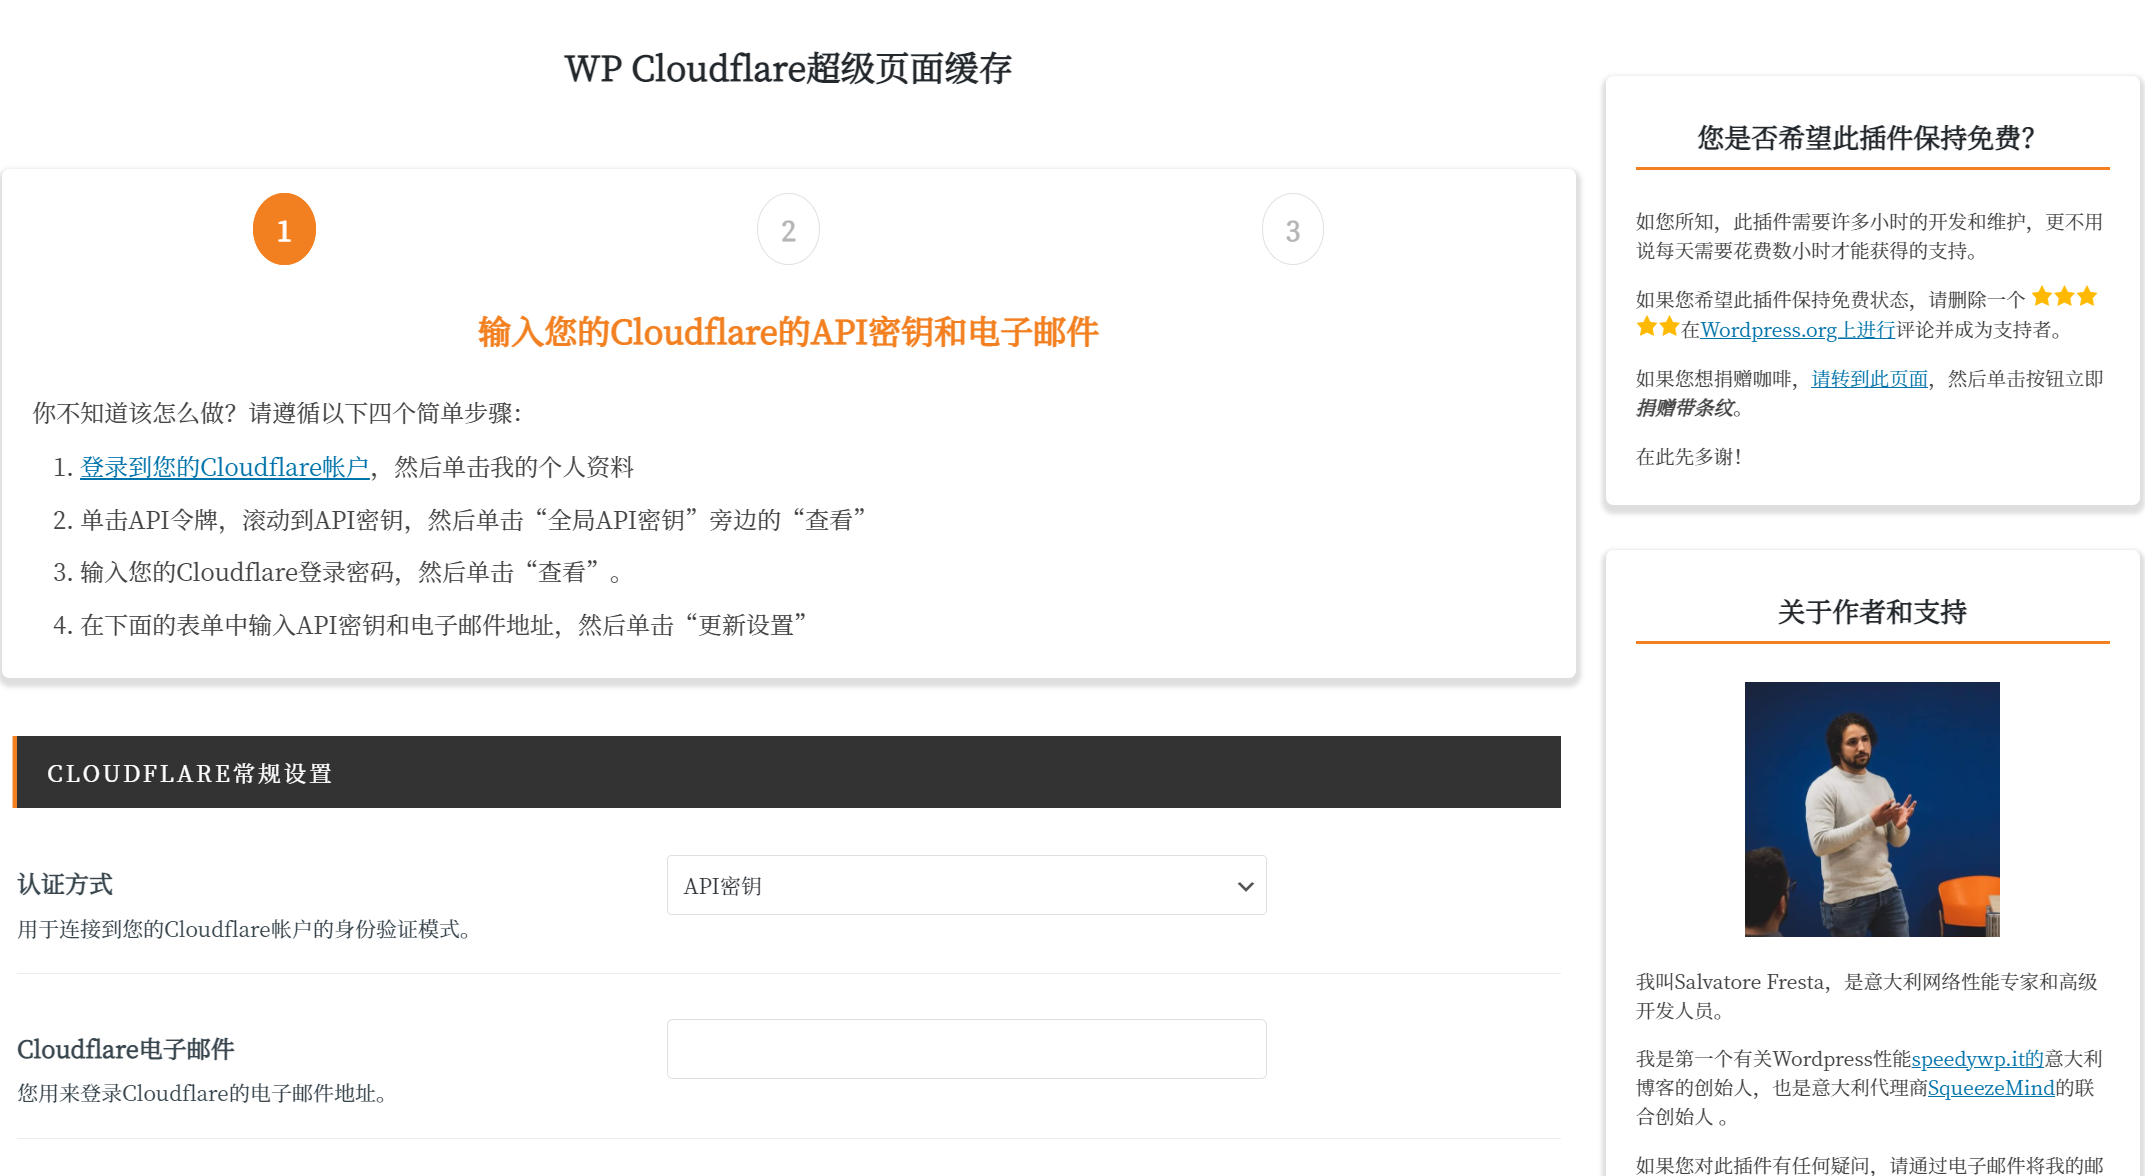 WP Cloudflare超级页面缓存
1
2
3
输入您的Cloudflare的API密钥和电子邮件
你不知道该怎么做？请遵循以下四个简单步骤：
1. 登录到您的Cloudflare帐户，然后单击我的个人资料
2. 单击API令牌，滚动到API密钥，然后单击“全局API密钥”旁边的“查看”
3. 输入您的Cloudflare登录密码，然后单击“查看”。
4. 在下面的表单中输入API密钥和电子邮件地址，然后单击“更新设置”
CLOUDFLARE常规设置
认证方式
用于连接到您的Cloudflare帐户的身份验证模式。
API密钥
Cloudflare电子邮件
您用来登录Cloudflare的电子邮件地址。
您是否希望此插件保持免费？
如您所知，此插件需要许多小时的开发和维护，更不用
说每天需要花费数小时才能获得的支持。
如果您希望此插件保持免费状态，请删除一个
在Wordpress.org上进行评论并成为支持者。
如果您想捐赠咖啡，请转到此页面，然后单击按钮立即
捐赠带条纹。
在此先多谢！
关于作者和支持
我叫Salvatore Fresta，是意大利网络性能专家和高级
开发人员。
我是第一个有关Wordpress性能speedywp.it的意大利
博客的创始人，也是意大利代理商SqueezeMind的联
合创始人 。
如果您对此插件有任何疑问，请通过电子邮件将我的邮